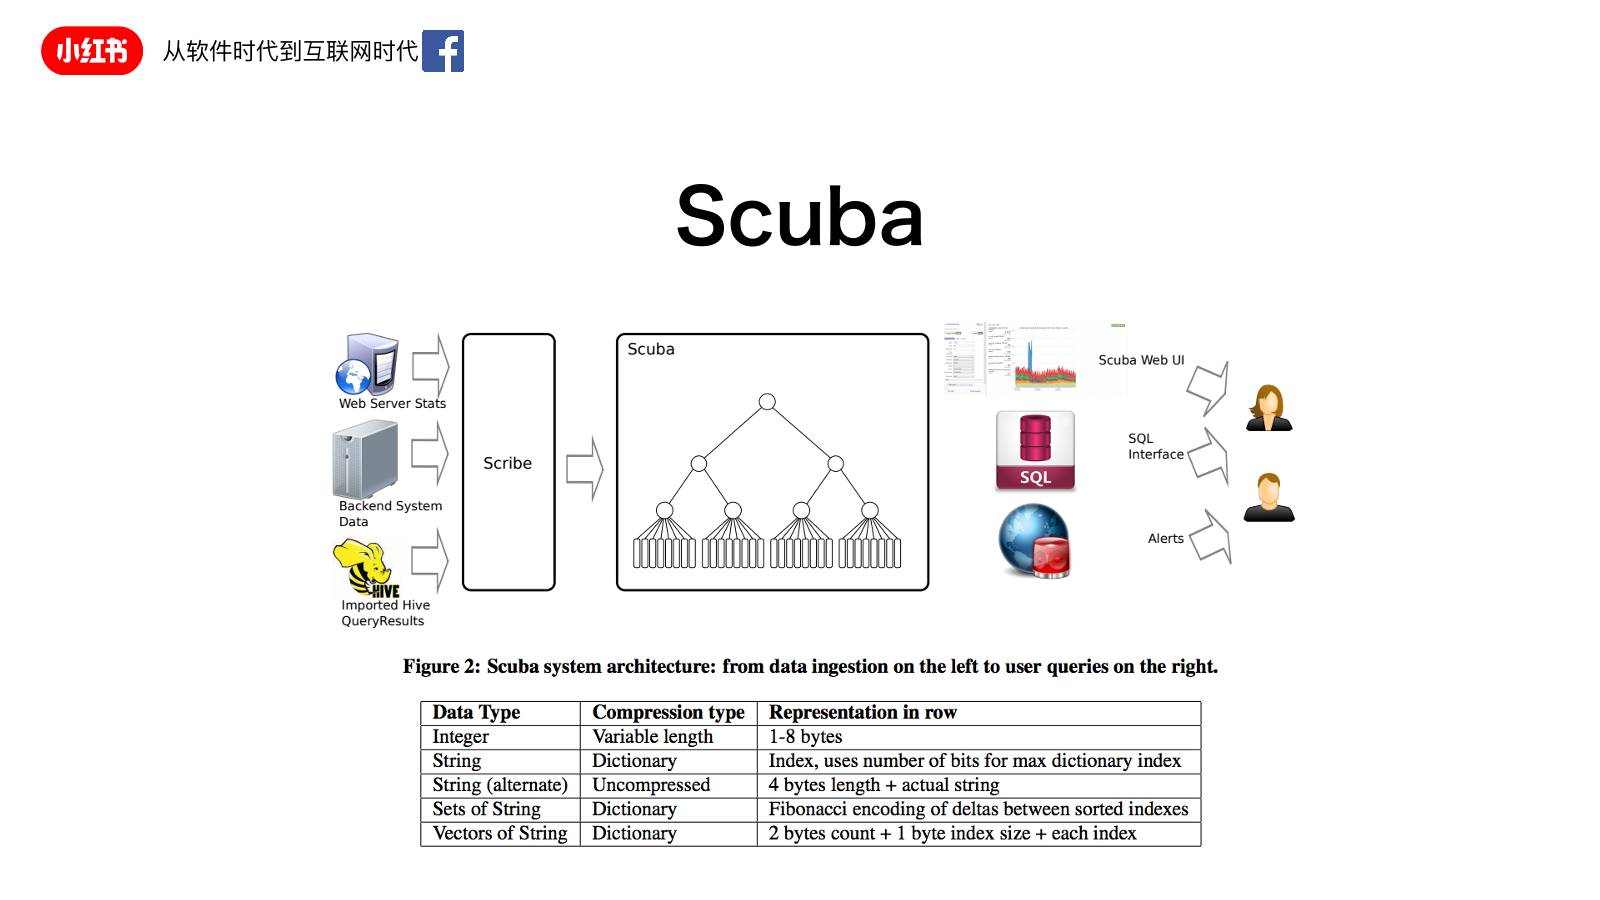 小红书
从软件时代到互联网时代
Scuba
Web Server Stats
Backend System
Data
HIVE
Imported Hive
QueryResults
Scribe
Scuba
Scuba Web UI
SQL
SQL
Interface
Alerts
Figure 2: Scuba system architecture: from data ingestion on the left to user queries on the right.
Data Type Compression type Representation in row
Integer Variable length 1-8 bytes
String Dictionary Index, uses number of bits for max dictionary index
String (alternate) Uncompressed 4 bytes length + actual string
Sets of String Dictionary Fibonacci encoding of deltas between sorted indexes
Vectors of String Dictionary 2 bytes count + 1 byte index size + each index